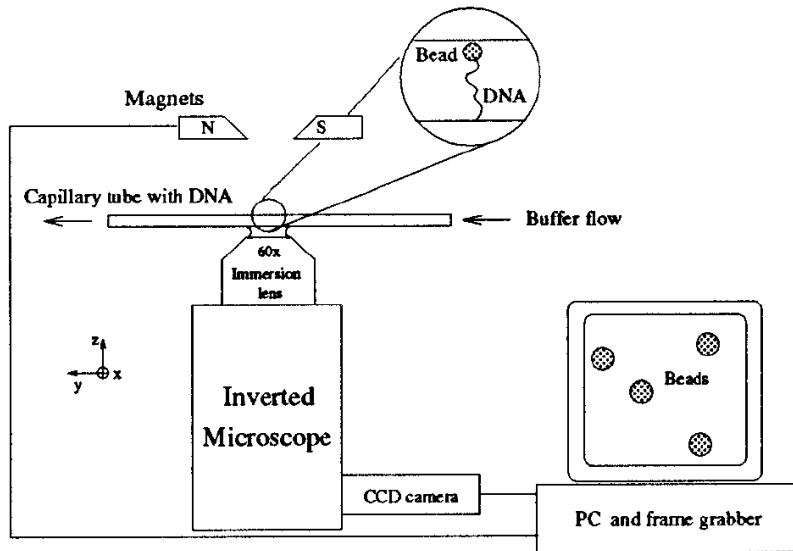 Bead
DNA
Magnets
N
S
Capillary tube with DNA
Buffer flow
60x
Immersion
lens
z
y
x
Inverted
Microscope
Beads
CCD camera
PC and frame grabber